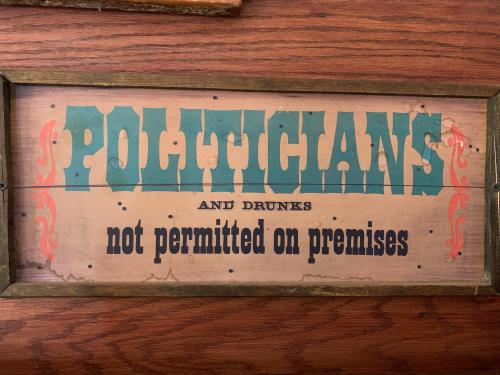 POLITICIANS
AND DRUNKS
not permitted on premises